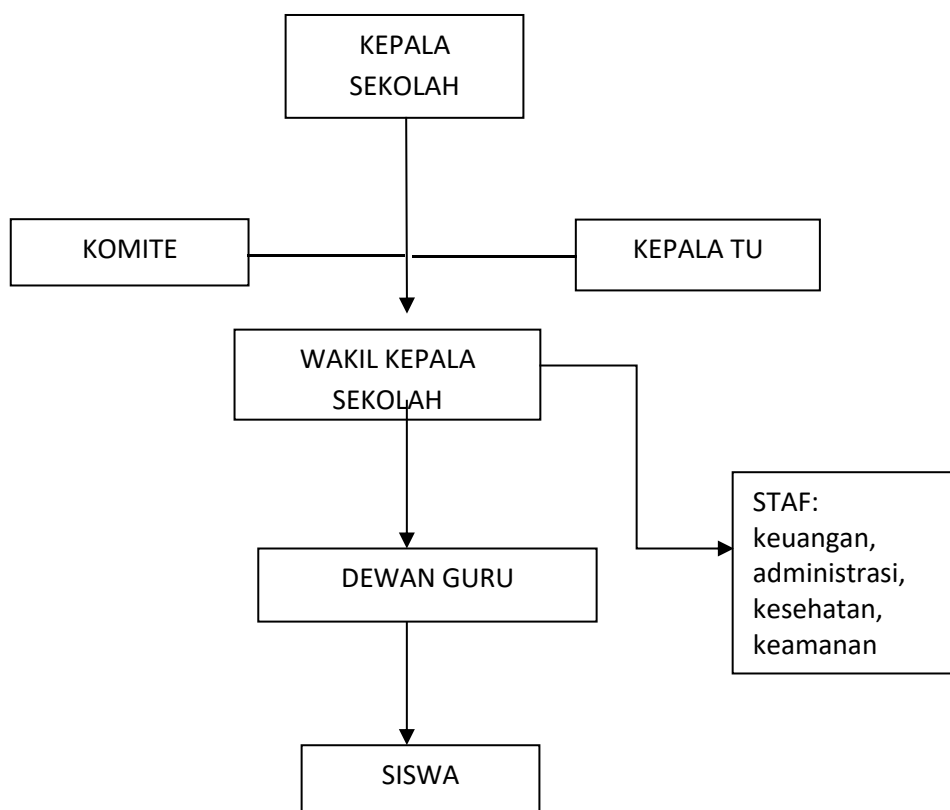 KEPALA
SEKOLAH
KOMITE
KEPALA TU
WAKIL KEPALA
SEKOLAH
STAF:
keuangan,
administrasi,
kesehatan,
keamanan
DEWAN GURU
SISWA